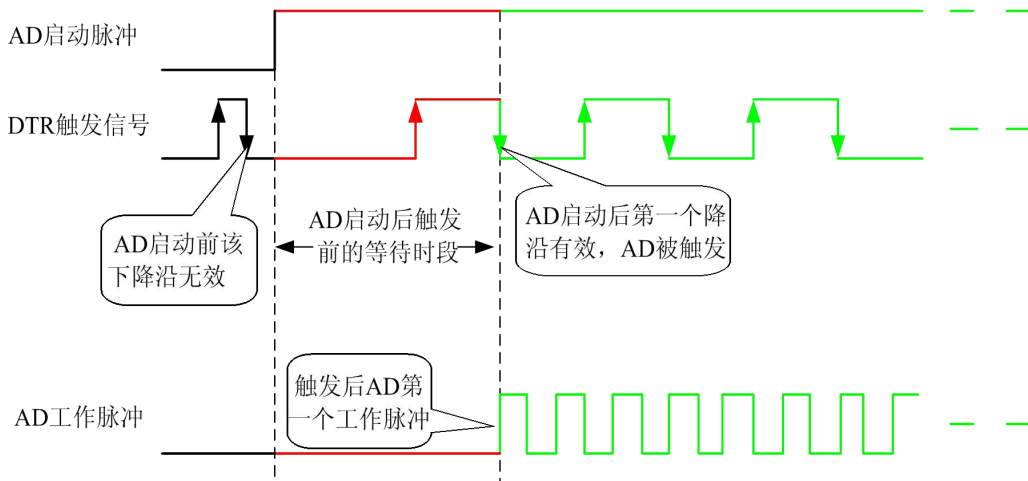 AD启动脉冲
DTR触发信号
AD启动前该
下降沿无效
AD启动后触发
前的等待时段
AD启动后第一个降
沿有效，AD被触发
触发后AD第
一个工作脉冲
AD工作脉冲